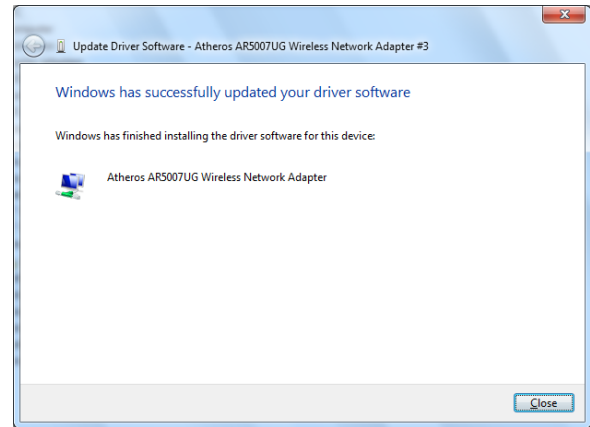 Update Driver Software - Atheros AR5007UG Wireless Network Adapter #3
Windows has successfully updated your driver software
Windows has finished installing the driver software for this device:
Atheros AR5007UG Wireless Network Adapter
Close